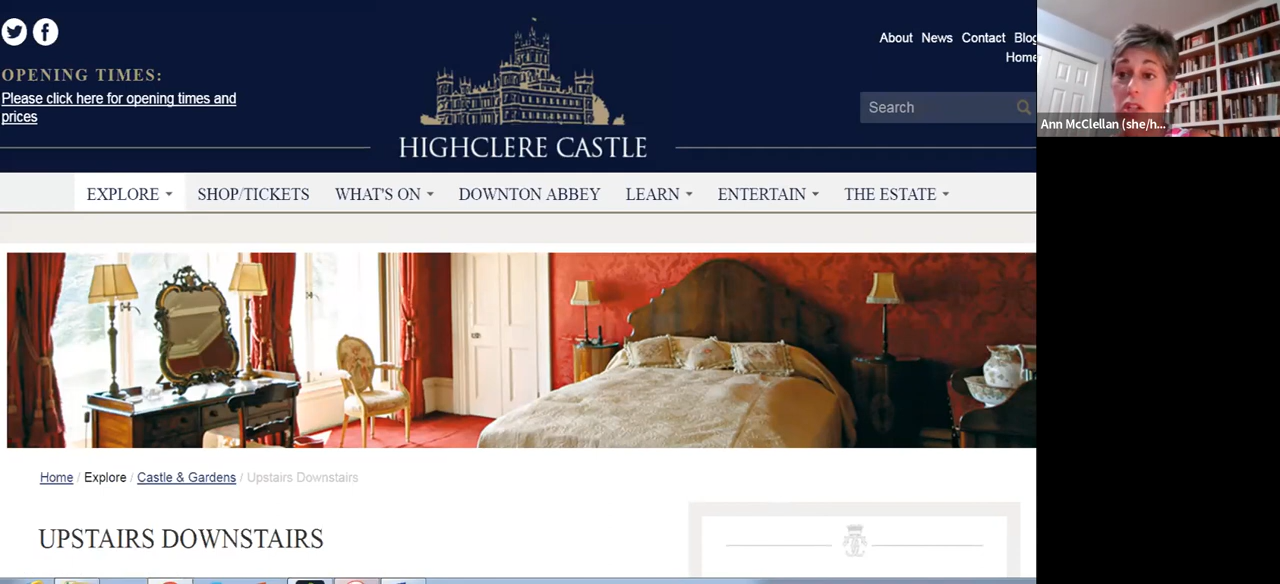 OPENING TIMES:
Please click here for opening times and
prices
HIGHCLERE CASTLE
About News Contact Blog
Home
Search
Ann McClellan (she/h...
EXPLORE SHOP/TICKETS WHAT'S ON DOWNTON ABBEY LEARN ENTERTAIN THE ESTATE
Home / Explore / Castle & Gardens / Upstairs Downstairs
UPSTAIRS DOWNSTAIRS